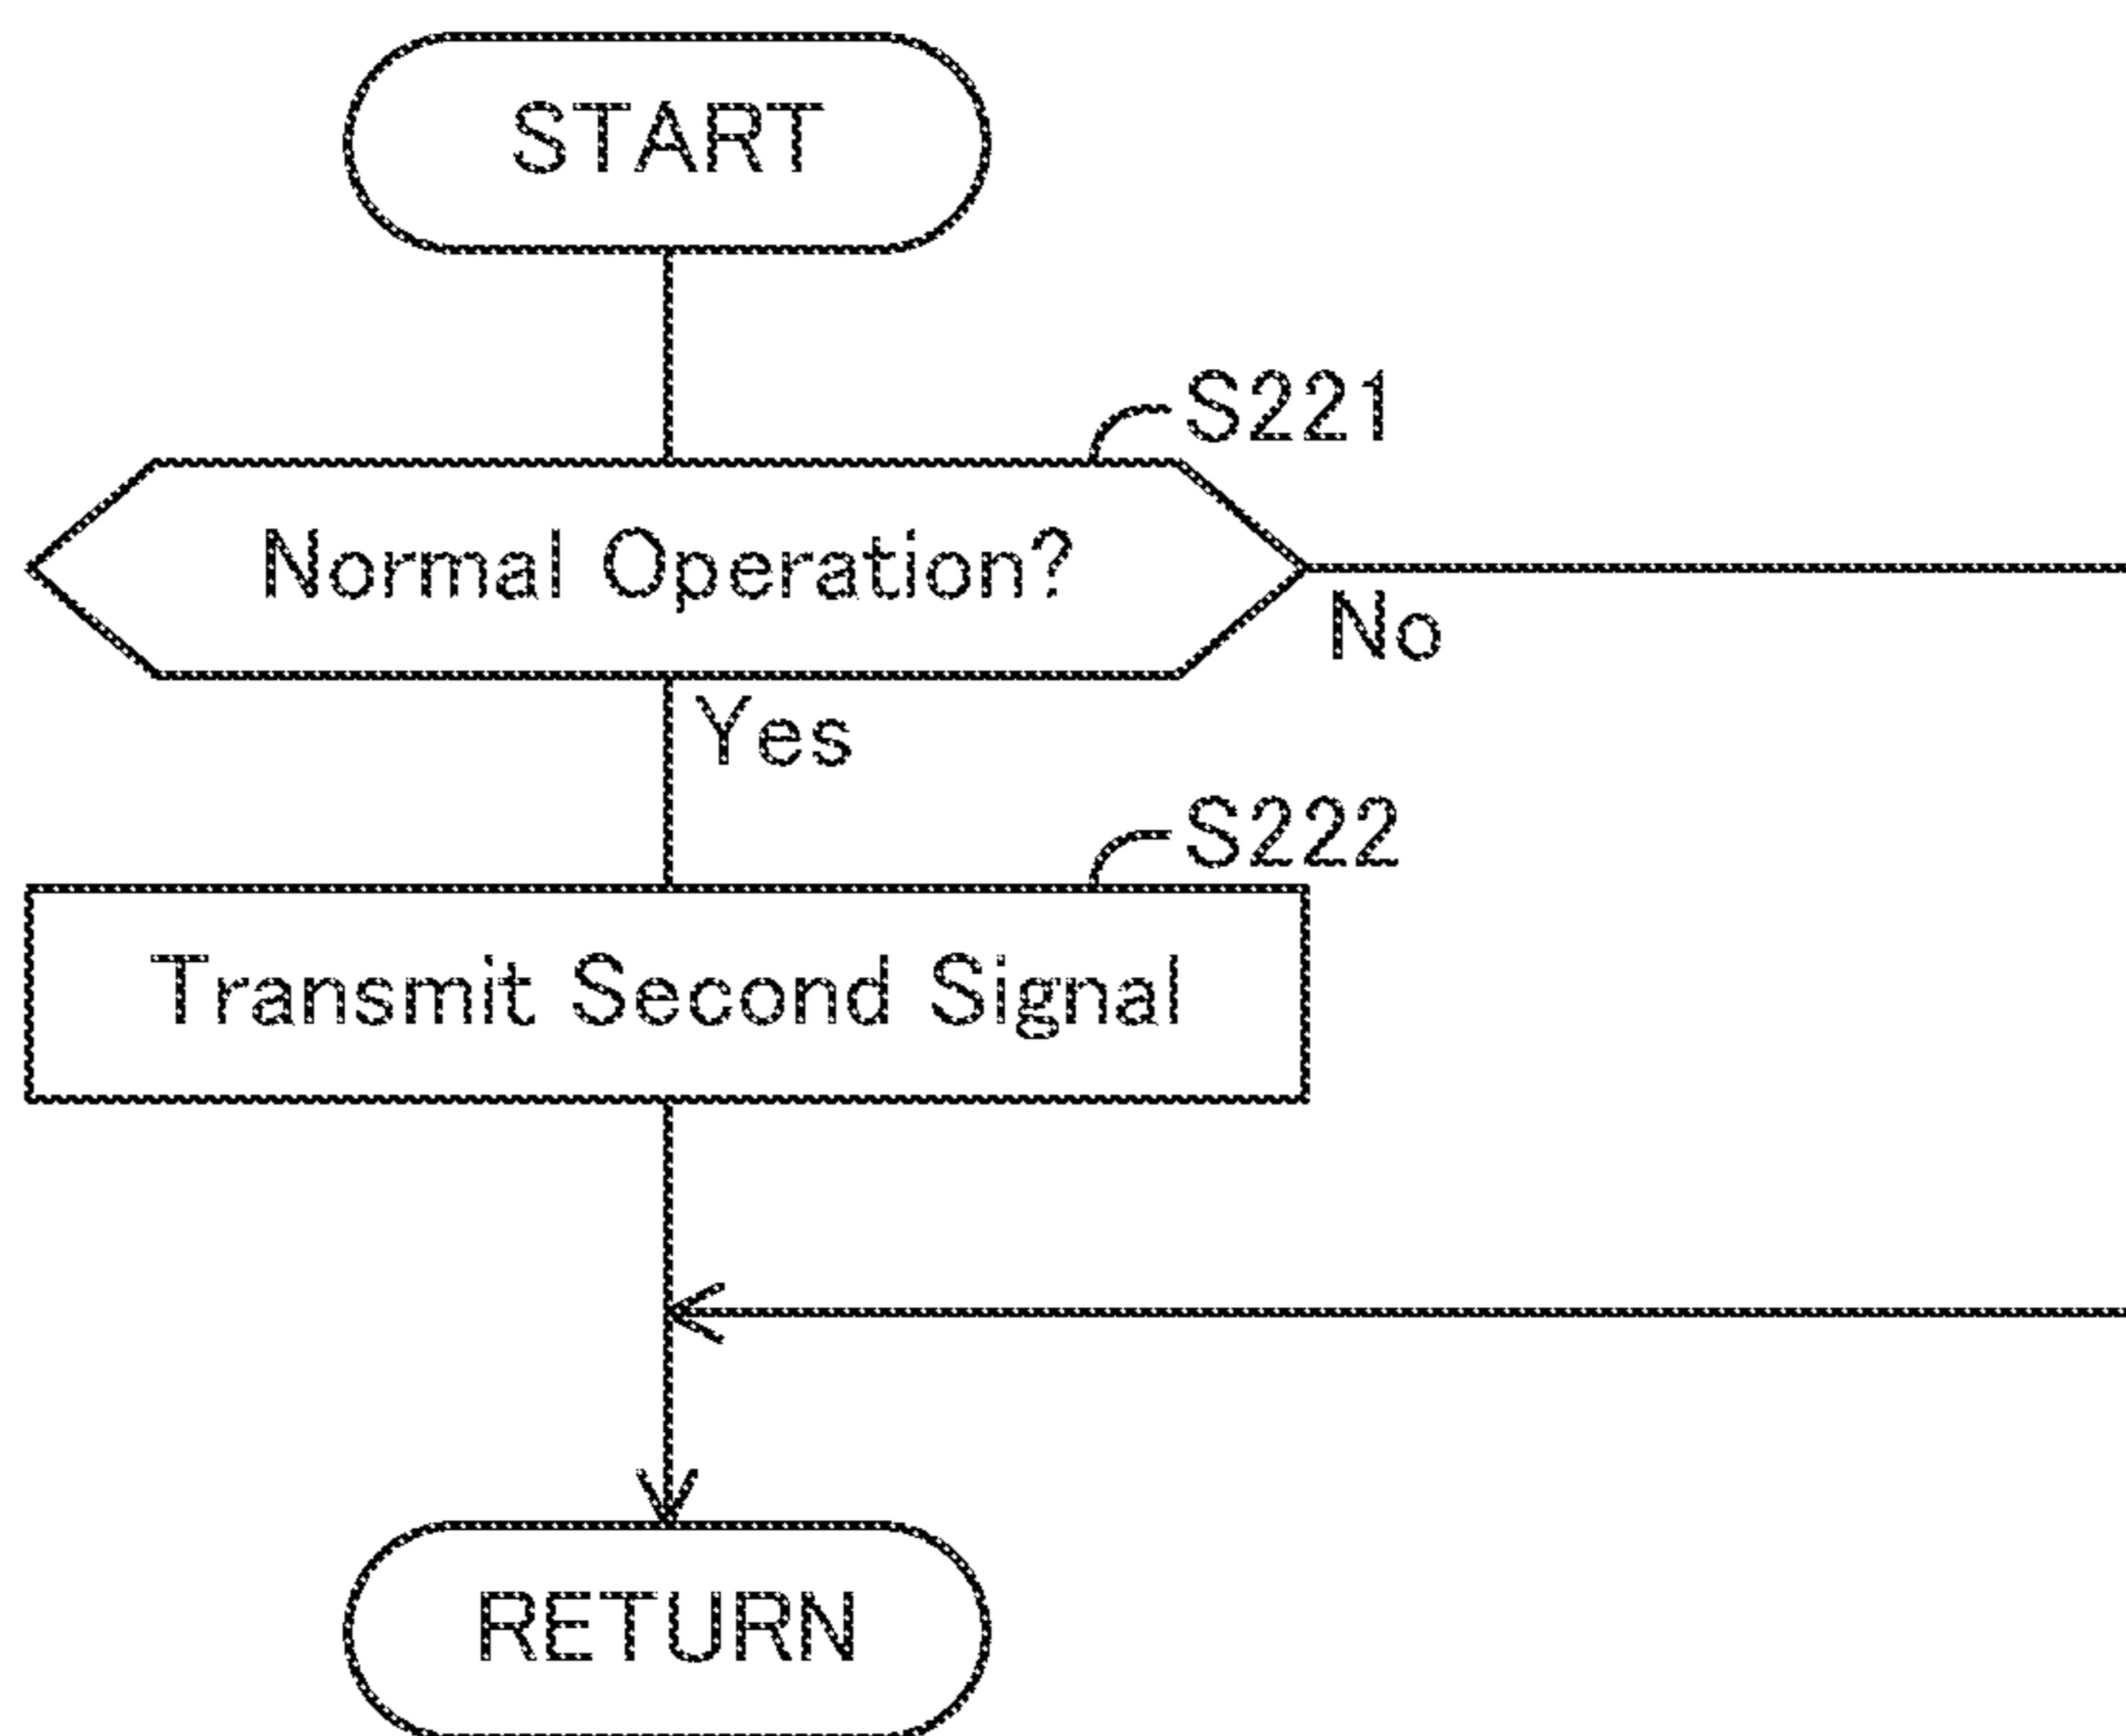 START
S221
Normal Operation?
No
Yes
S222
Transmit Second Signal
RETURN